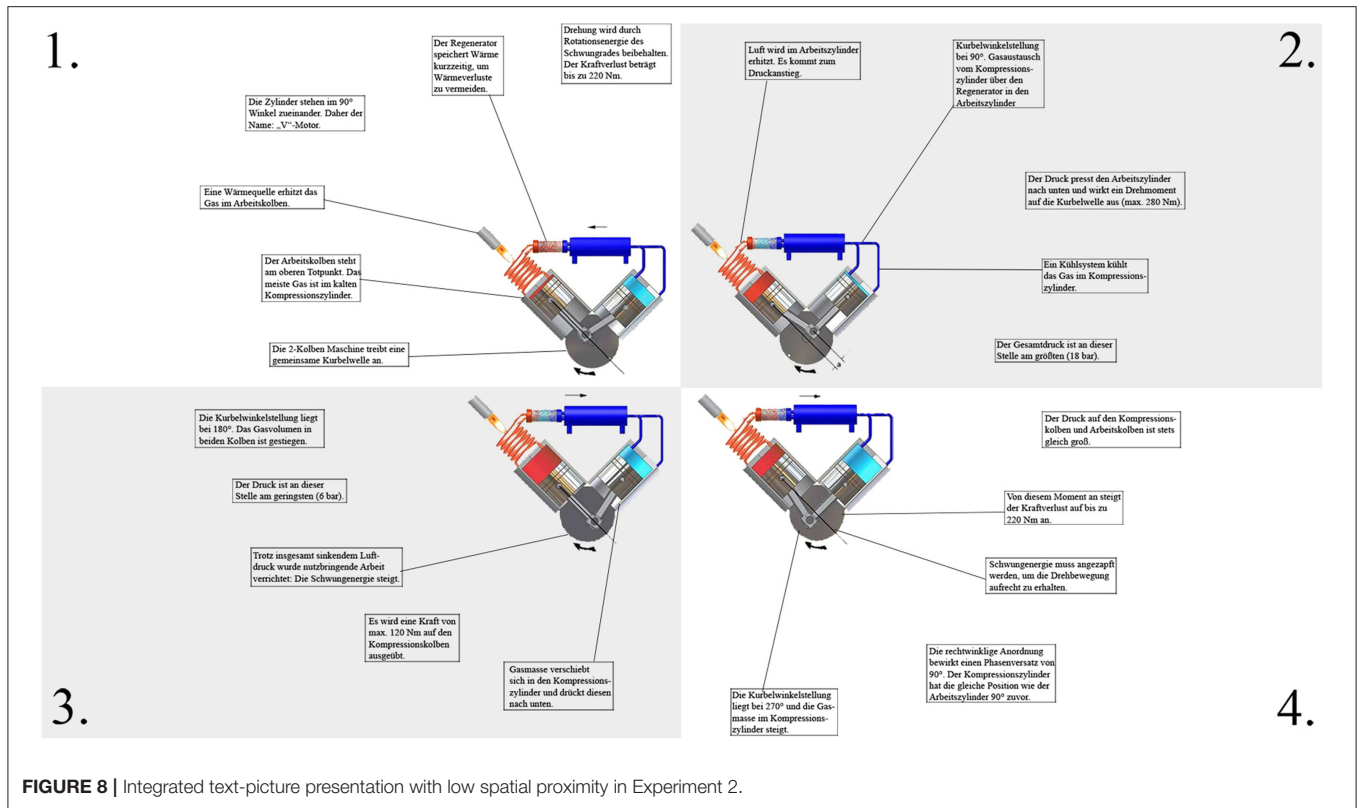 1.
Drehung wird durch
Rotationsenergie des
Schwungrades beibehalten.
Der Kraftverlust beträgt
bis zu 220 Nm.
Der Regenerator
speichert Wärme
kurzzeitig, um
Wärmeverluste
zu vermeiden.
Die Zylinder stehen im 90°
Winkel zueinander. Daher der
Name: „V“-Motor.
Eine Wärmequelle erhitzt das
Gas im Arbeitskolben.
Der Arbeitskolben steht
am oberen Totpunkt. Das
meiste Gas ist im kalten
Kompressionszylinder.
Die 2-Kolben Maschine treibt eine
gemeinsame Kurbelwelle an.
2.
Luft wird im Arbeitszylinder
erhitzt. Es kommt zum
Druckanstieg.
Kurbelwinkelstellung
bei 90°. Gasaustausch
vom Kompressions-
zylinder über den
Regenerator in den
Arbeitszylinder
Der Druck presst den Arbeitszylinder
nach unten und wirkt ein Drehmoment
auf die Kurbelwelle aus (max. 280 Nm).
Ein Kühlsystem kühlt
das Gas im Kompressions-
zylinder.
Der Gesamtdruck ist an dieser
Stelle am größten (18 bar).
3.
Die Kurbelwinkelstellung liegt
bei 180°. Das Gasvolumen in
beiden Kolben ist gestiegen.
Der Druck ist an dieser
Stelle am geringsten (6 bar).
Trotz insgesamt sinkendem Luft-
druck wurde nutzbringende Arbeit
verrichtet: Die Schwungenergie steigt.
Es wird eine Kraft von
max. 120 Nm auf den
Kompressionskolben
ausgeübt.
Gasmasse verschiebt
sich in den Kompressions-
zylinder und drückt diesen
nach unten.
4.
Der Druck auf den Kompressions-
kolben und Arbeitskolben ist stets
gleich groß.
Von diesem Moment an steigt
der Kraftverlust auf bis zu
220 Nm an.
Schwungenergie muss angezapft
werden, um die Drehbewegung
aufrecht zu erhalten.
Die rechtwinklige Anordnung
bewirkt einen Phasenversatz von
90°. Der Kompressionszylinder
hat die gleiche Position wie der
Arbeitszylinder 90° zuvor.
Die Kurbelwinkelstellung
liegt bei 270° und die Gas-
masse im Kompressions-
zylinder steigt.
FIGURE 8 | Integrated text-picture presentation with low spatial proximity in Experiment 2.